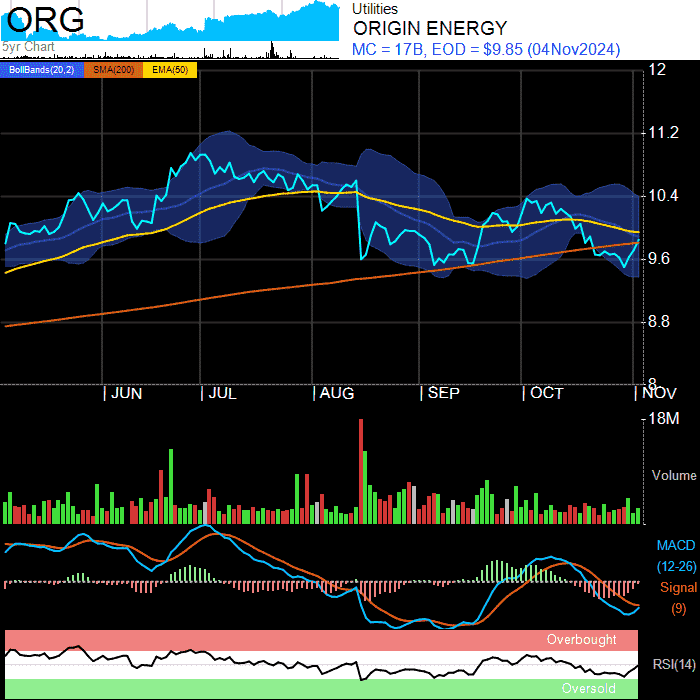 ORG
5yr Chart
Utilities
ORIGIN ENERGY
MC = 17B, EOD = $9.85 (04Nov2024)
BollBands(20,2) SMA(200) EMA(50)
12
11.2
10.4
9.6
8.8
8
JUN JUL AUG SEP OCT NOV
18M
Volume
MACD
(12-26)
Signal
(9)
Overbought
RSI(14)
Oversold